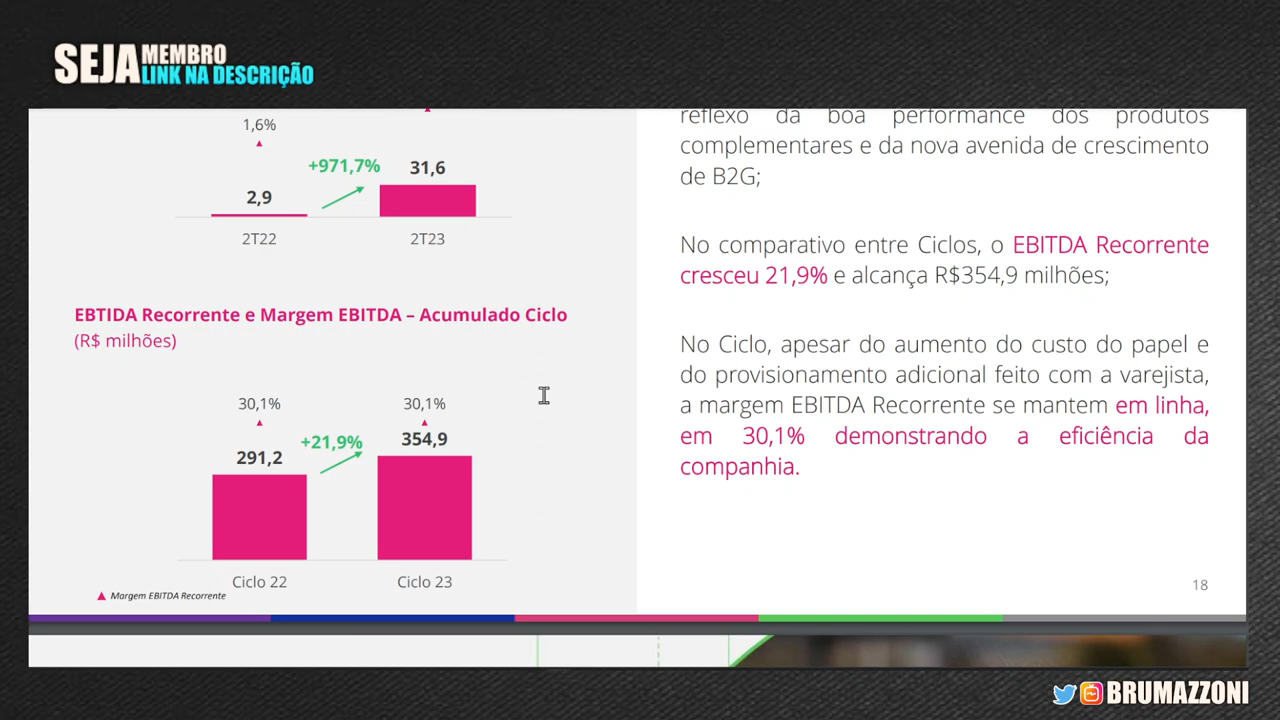 SEJA MEMBRO
LINK NA DESCRIÇÃO
1,6%
+971,7%
31,6
2,9
2T22
2T23
EBTIDA Recorrente e Margem EBITDA – Acumulado Ciclo
(R$ milhões)
30,1%
30,1%
+21,9%
354,9
291,2
Ciclo 22
Ciclo 23
Margem EBITDA Recorrente
reflexo da boa performance dos produtos
complementares e da nova avenida de crescimento
de B2G;
No comparativo entre Ciclos, o EBITDA Recorrente
cresceu 21,9% e alcança R$354,9 milhões;
No Ciclo, apesar do aumento do custo do papel e
do provisionamento adicional feito com a varejista,
a margem EBITDA Recorrente se mantem em linha,
em 30,1% demonstrando a eficiência da
companhia.
18
BRUMAZZONI